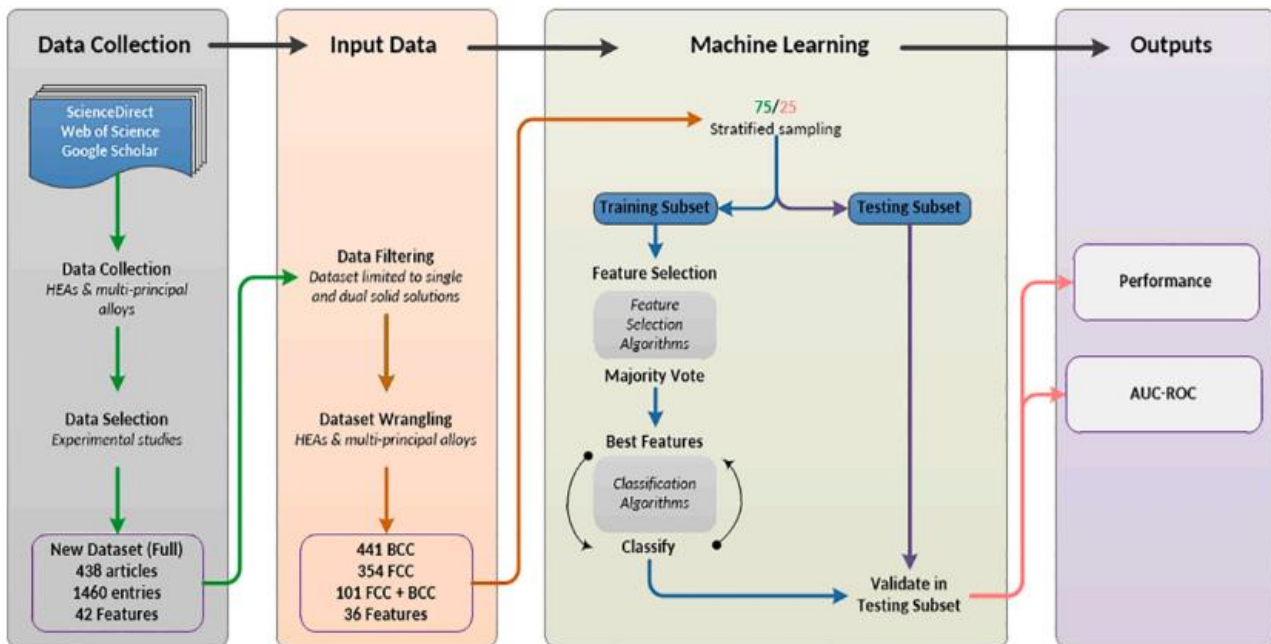 Data Collection
ScienceDirect
Web of Science
Google Scholar
Data Collection
HEAs & multi-principal
alloys
Data Selection
Experimental studies
New Dataset (Full)
438 articles
1460 entries
42 Features
Input Data
Data Filtering
Dataset limited to single
and dual solid solutions
Dataset Wrangling
HEAs & multi-principal alloys
441 BCC
354 FCC
101 FCC + BCC
36 Features
Machine Learning
75/25
Stratified sampling
Training Subset
Testing Subset
Feature Selection
Feature
Selection
Algorithms
Majority Vote
Best Features
Classification
Algorithms
Classify
Validate in
Testing Subset
Outputs
Performance
AUC-ROC